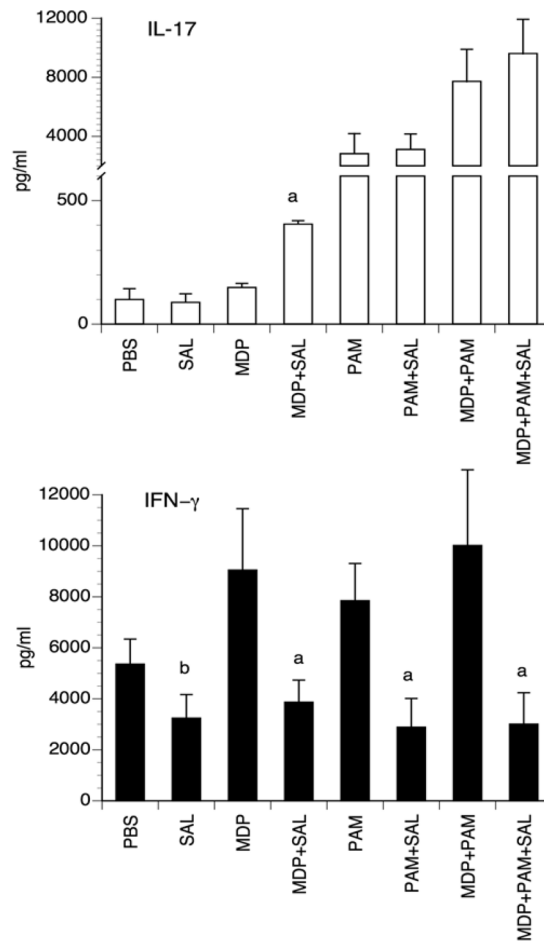 12000
IL-17
8000
4000
pg/ml
500
a
0
PBS
SAL
MDP
MDP+SAL
PAM
PAM+SAL
MDP+PAM
MDP+PAM+SAL
12000
IFN–γ
10000
8000
pg/ml
6000
b
a
a
a
4000
2000
0
PBS
SAL
MDP
MDP+SAL
PAM
PAM+SAL
MDP+PAM
MDP+PAM+SAL